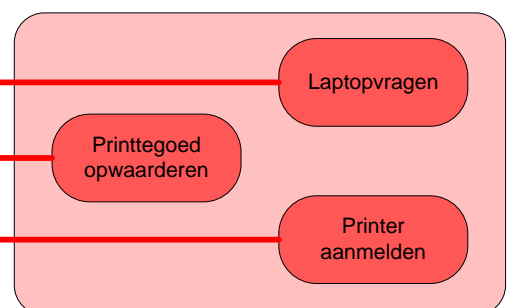 Laptopvragen
Printtegoed
opwaarderen
Printer
aanmelden